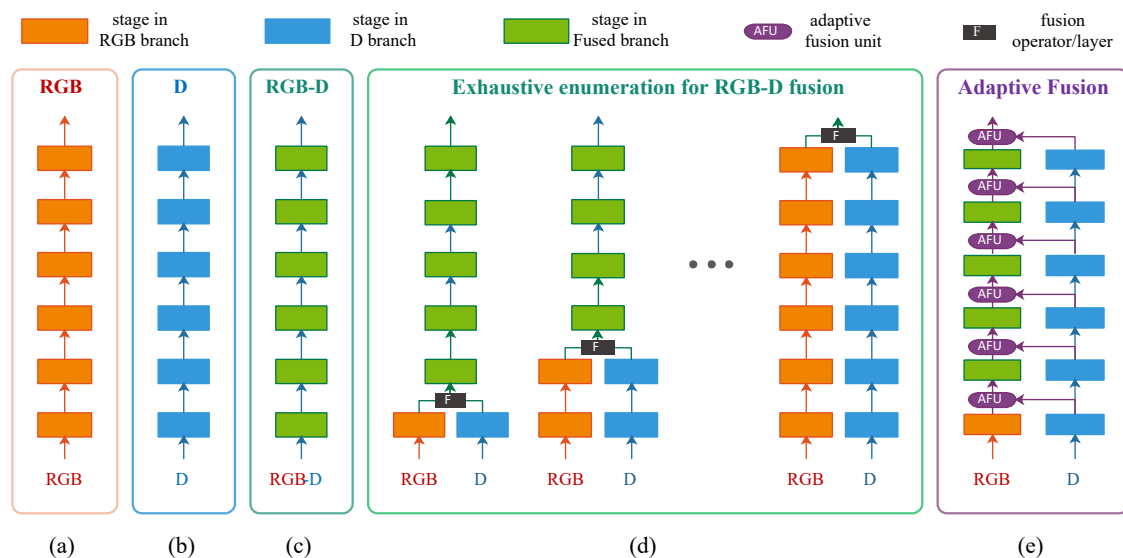 stage in
RGB branch
stage in
D branch
stage in
Fused branch
AFU
adaptive
fusion unit
F
fusion
operator/layer
RGB
D
RGB-D
Exhaustive enumeration for RGB-D fusion
Adaptive Fusion
F
AFU
AFU
AFU
AFU
F
AFU
F
AFU
RGB
D
RGB-D
RGB
D
RGB
D
RGB
D
RGB
D
(a)
(b)
(c)
(d)
(e)